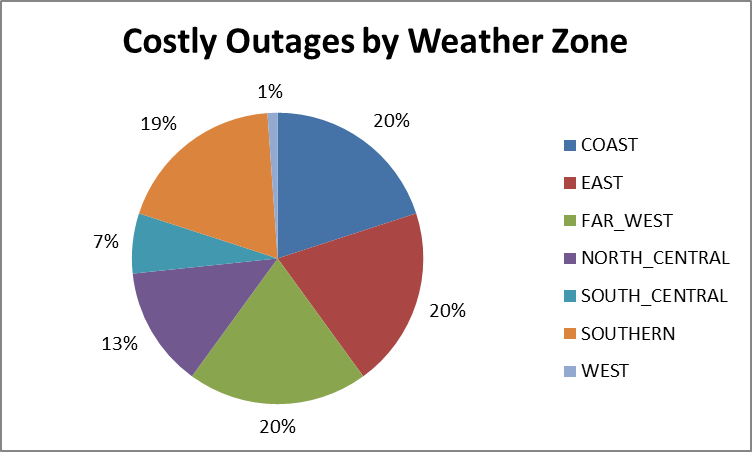 Costly Outages by Weather Zone
1%
20%
19%
7%
20%
13%
20%
COAST
EAST
FAR_WEST
NORTH_CENTRAL
SOUTH_CENTRAL
SOUTHERN
WEST